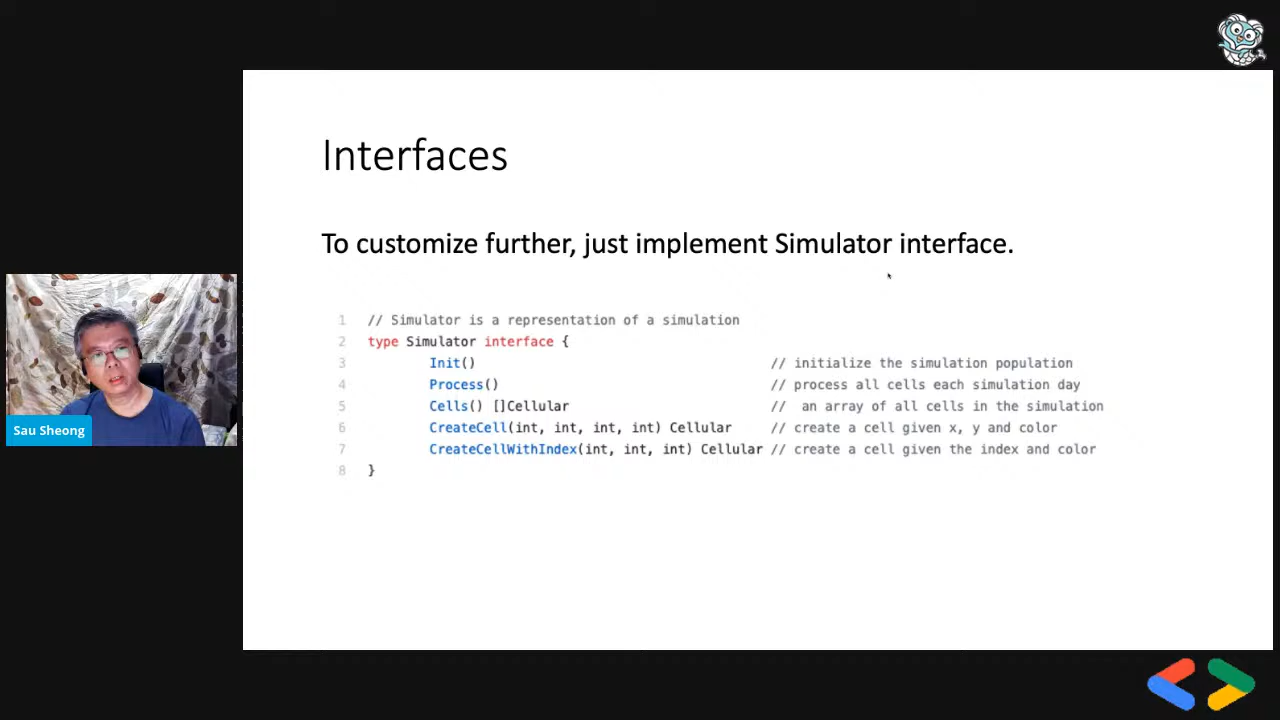 Interfaces
To customize further, just implement Simulator interface.
1 // Simulator is a representation of a simulation
2 type Simulator interface {
3 Init() // initialize the simulation population
4 Process() // process all cells each simulation day
5 Cells() []Cellular // an array of all cells in the simulation
6 CreateCell(int, int, int, int) Cellular // create a cell given x, y and color
7 CreateCellWithIndex(int, int, int) Cellular // create a cell given the index and color
8 }
Sau Sheong